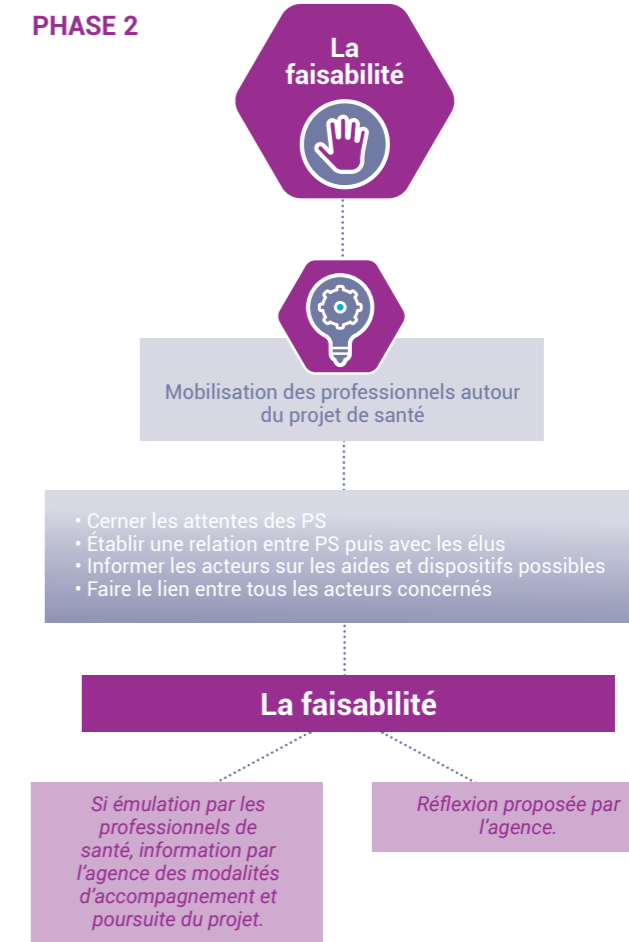 PHASE 2
La
faisabilité
Mobilisation des professionnels autour
du projet de santé
• Cerner les attentes des PS
• Établir une relation entre PS puis avec les élus
• Informer les acteurs sur les aides et dispositifs possibles
• Faire le lien entre tous les acteurs concernés
La faisabilité
Si émulation par les
professionnels de
santé, information par
l'agence des modalités
d'accompagnement et
poursuite du projet.
Réflexion proposée par
l'agence.